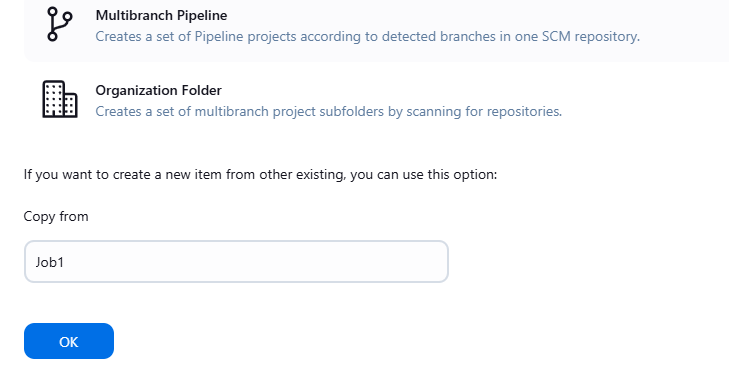 Multibranch Pipeline
Creates a set of Pipeline projects according to detected branches in one SCM repository.
Organization Folder
Creates a set of multibranch project subfolders by scanning for repositories.
If you want to create a new item from other existing, you can use this option:
Copy from
Job1
OK